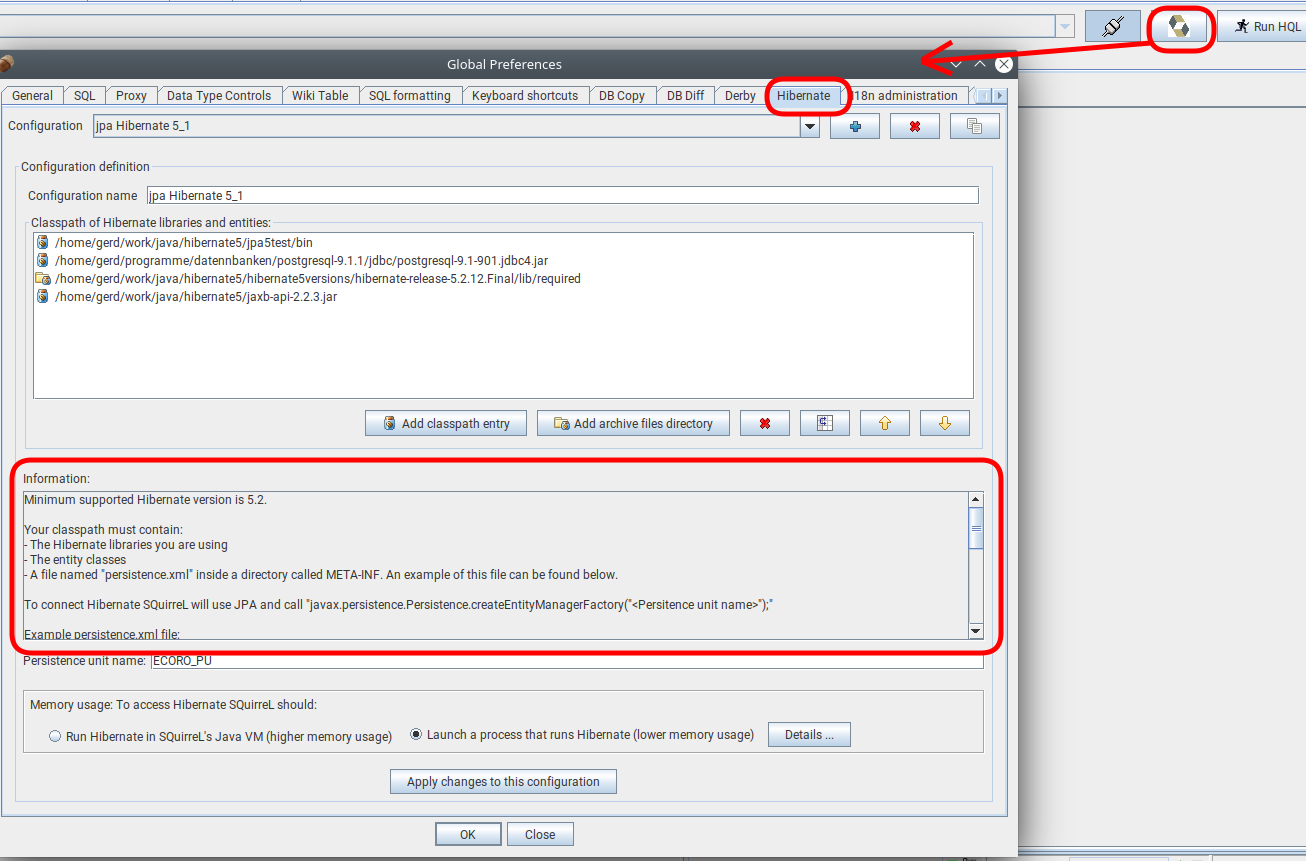 Run HQL
Global Preferences
General SQL Proxy Data Type Controls Wiki Table SQL formatting Keyboard shortcuts DB Copy DB Diff Derby Hibernate I18n administration
Configuration jpa Hibernate 5_1
Configuration definition
Configuration name jpa Hibernate 5_1
Classpath of Hibernate libraries and entities:
/home/gerd/work/java/hibernate5/jpa5test/bin
/home/gerd/programme/datennbanken/postgresql-9.1.1/jdbc/postgresql-9.1-901.jdbc4.jar
/home/gerd/work/java/hibernate5/hibernate5versions/hibernate-release-5.2.12.Final/lib/required
/home/gerd/work/java/hibernate5/jaxb-api-2.2.3.jar
Add classpath entry Add archive files directory
Information:
Minimum supported Hibernate version is 5.2.
Your classpath must contain:
- The Hibernate libraries you are using
- The entity classes
- A file named "persistence.xml" inside a directory called META-INF. An example of this file can be found below.
To connect Hibernate SQuirreL will use JPA and call "javax.persistence.Persistence.createEntityManagerFactory("<Persitence unit name>");"
Example persistence.xml file:
Persistence unit name: ECORO_PU
Memory usage: To access Hibernate SQuirreL should:
Run Hibernate in SQuirreL's Java VM (higher memory usage) Launch a process that runs Hibernate (lower memory usage) Details ...
Apply changes to this configuration
OK Close